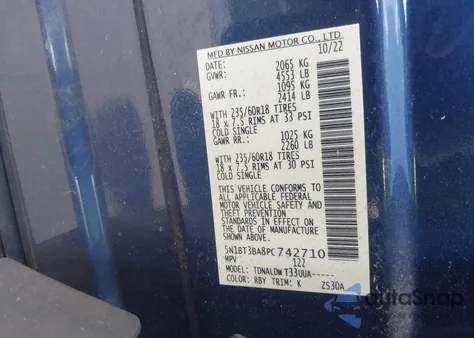 MFD BY NISSAN MOTOR CO., LTD.
DATE: 10/22
GVWR: 2065 KG
4553 LB
GAWR FR.: 1095 KG
2414 LB
WITH 235/60R18 TIRES
18 x 7.5 RIMS AT 33 PSI
COLD SINGLE
GAWR RR.: 1025 KG
2260 LB
WITH 235/60R18 TIRES
18 x 7.5 RIMS AT 30 PSI
COLD SINGLE
THIS VEHICLE CONFORMS TO
ALL APPLICABLE FEDERAL
MOTOR VEHICLE SAFETY AND
THEFT PREVENTION
STANDARDS IN EFFECT ON
THE DATE OF MANUFACTURE
SHOWN ABOVE.
5N1BT3BA8PC742710
MPV 122
MODEL: TDNALDW T33UUA-----
COLOR: RBY TRIM: K ZS30A
AutoSnap